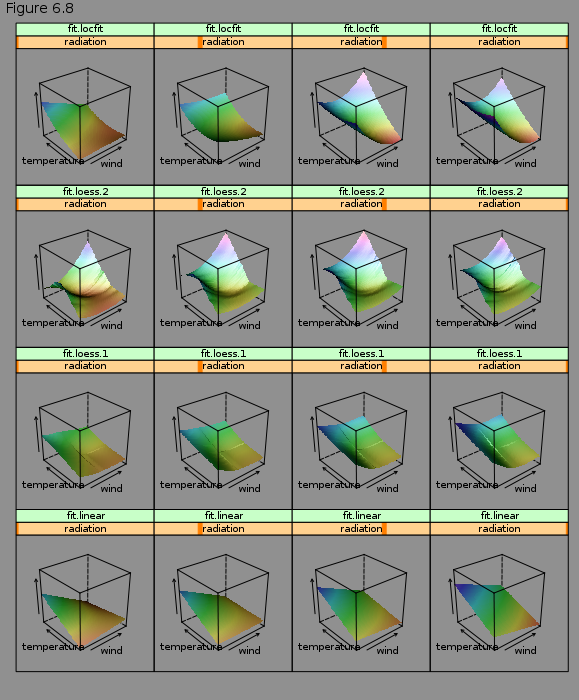 Figure 6.8
fit.locfit fit.locfit fit.locfit fit.locfit
radiation radiation radiation radiation
temperature wind temperature wind temperature wind temperature wind
fit.loess.2 fit.loess.2 fit.loess.2 fit.loess.2
radiation radiation radiation radiation
temperature wind temperature wind temperature wind temperature wind
fit.loess.1 fit.loess.1 fit.loess.1 fit.loess.1
radiation radiation radiation radiation
temperature wind temperature wind temperature wind temperature wind
fit.linear fit.linear fit.linear fit.linear
radiation radiation radiation radiation
temperature wind temperature wind temperature wind temperature wind